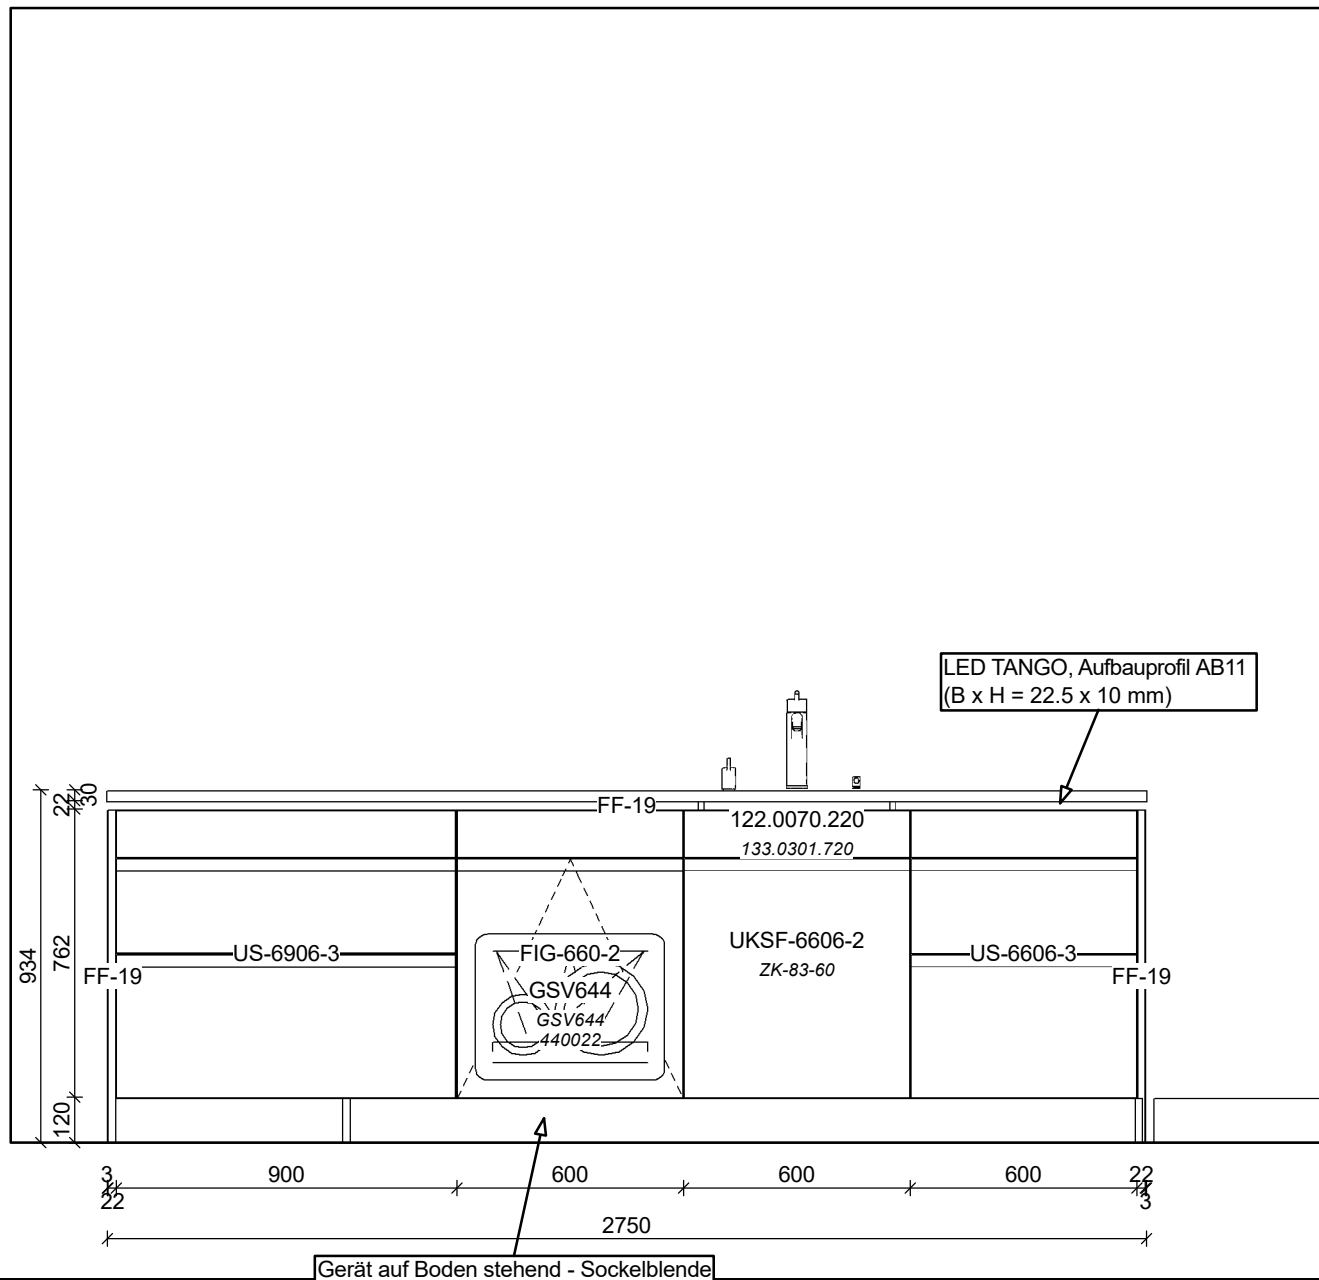 LED TANGO, Aufbauprofil AB11
(B x H = 22.5 x 10 mm)
30
22
FF-19
122.0070.220
133.0301.720
934
762
US-6906-3
FIG-660-2
UKSF-6606-2
US-6606-3
ZK-83-60
FF-19
FF-19
GSV644
GSV644
440022
120
3
900
600
600
600
22
22
3
2750
Gerät auf Boden stehend - Sockelblende